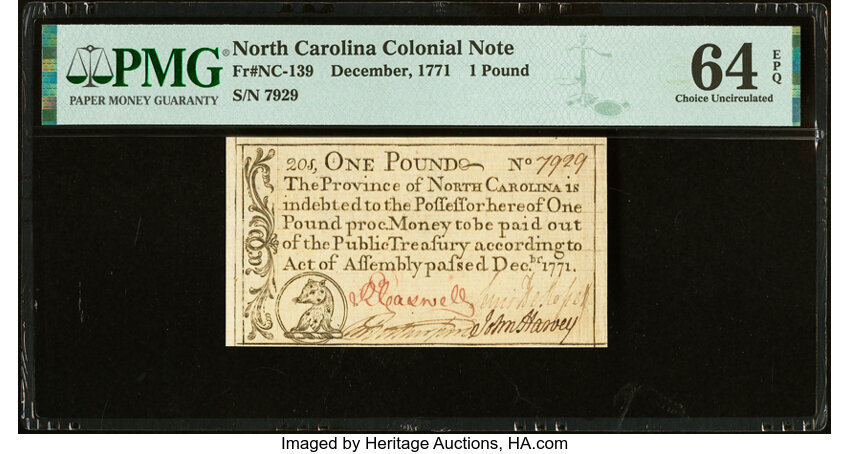 PMG®
PAPER MONEY GUARANTY
North Carolina Colonial Note
Fr#NC-139 December, 1771 1 Pound
S/N 7929
64 EPQ
Choice Uncirculated
20s, ONE POUND No 7929
The Province of NORTH CAROLINA is
indebted to the Poſſeſſor hereof One
Pound proc. Money to be paid out
of the Public Treaſury according to
Act of Aſſembly paſsed Dec.br 1771.
RCaswell
John Harvey
Imaged by Heritage Auctions, HA.com